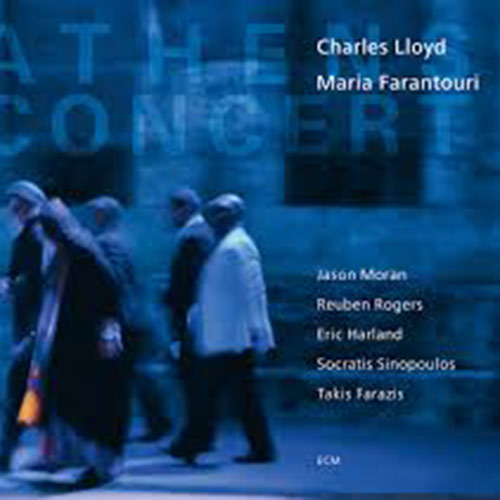 ATHENS
CONCERT
Charles Lloyd
Maria Farantouri
Jason Moran
Reuben Rogers
Eric Harland
Socratis Sinopoulos
Takis Farazis
ECM